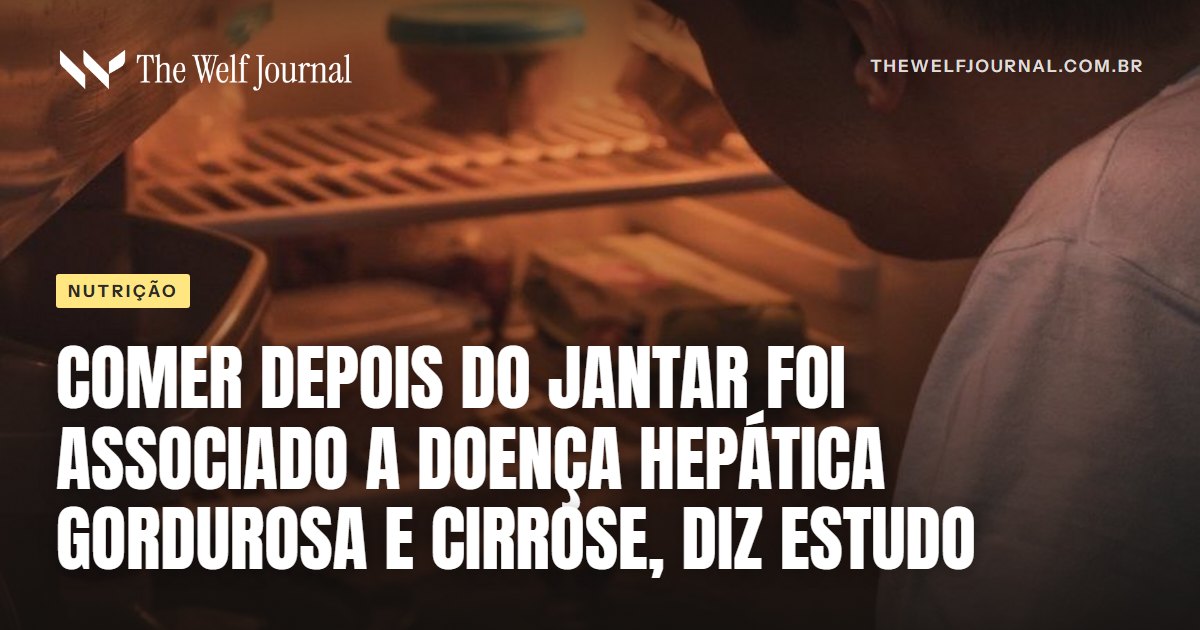 The Welf Journal
THEWELFJOURNAL.COM.BR
NUTRIÇÃO
COMER DEPOIS DO JANTAR FOI
ASSOCIADO A DOENÇA HEPÁTICA
GORDUROSA E CIRROSE, DIZ ESTUDO